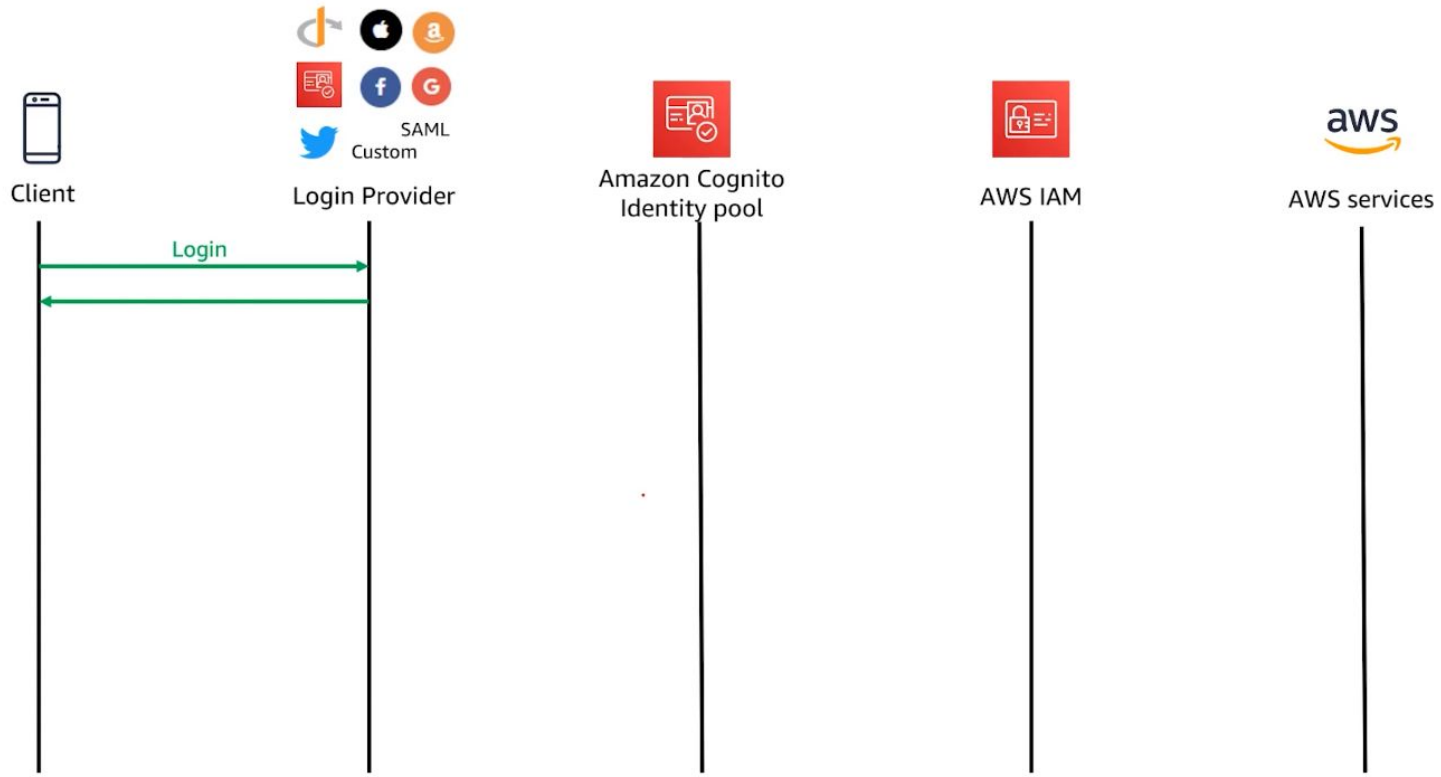 SAML
Custom
Client
Login Provider
Amazon Cognito
Identity pool
AWS IAM
aws
AWS services
Login